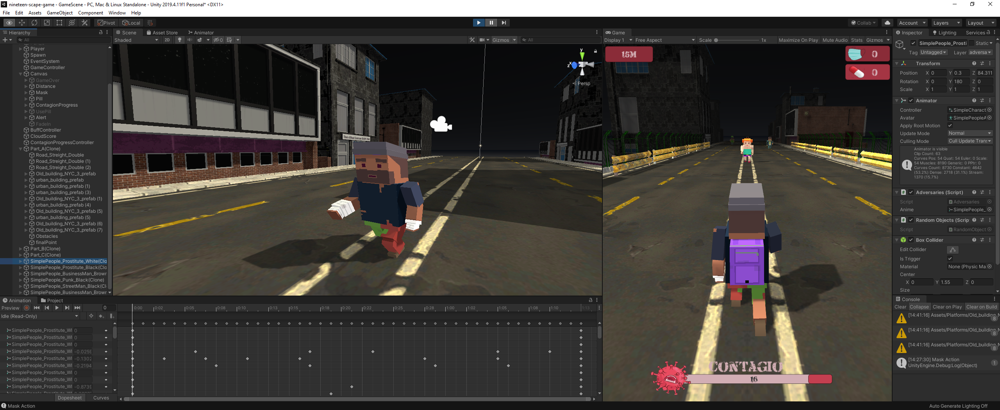 nineteen-scape-game - GameScene - PC, Mac & Linux Standalone - Unity 2019.4.11f1 Personal* <DX11>
File Edit Assets GameObject Component Window Help
Pivot Local Collab Account Layers Layout
Hierarchy
All
Player
Spawn
EventSystem
GameController
Canvas
GameOver
Distance
Mask
Pill
ContagionProgress
UsePill
Alert
FadeIn
BuffController
CloudScore
ContagionProgressController
Part_A(Clone)
Road_Streight_Double
Road_Streight_Double (1)
Road_Streight_Double (2)
Old_building_NYC_3_prefab
urban_building_prefab
urban_building_prefab (1)
urban_building_prefab (3)
Old_building_NYC_3_prefab (1)
urban_building_prefab (4)
Old_building_NYC_3_prefab (5)
urban_building_prefab (5)
Old_building_NYC_3_prefab (6)
Old_building_NYC_3_prefab (7)
Obstacles
finalPoint
Part_B(Clone)
Part_C(Clone)
SimplePeople_Prostitute_White(Clo
SimplePeople_Prostitute_Black(Clo
SimplePeople_BusinessMan_Brown
SimplePeople_Punk_Black(Clone)
SimplePeople_StreetMan_Black(Cl
SimplePeople_BusinessMan_Brown
Scene Asset Store Animator
Shaded 2D 0 Gizmos All
y
x
z
Persp
Game
Display 1 Free Aspect Scale 1x Maximize On Play Mute Audio Stats Gizmos
15M
0
0
CONTAGIO
16
Inspector Lighting Services
SimplePeople_Prosti Static
Tag Untagged Layer adversa
Transform
Position X 0 Y 0.3 Z 84.311
Rotation X 0 Y 180 Z 0
Scale X 1 Y 1 Z 1
Animator
Controller SimpleCharact
Avatar SimplePeopleA
Apply Root Motion
Update Mode Normal
Culling Mode Cull Update Trans
Animator is visible
Clip Count: 63
Curves Pos: 54 Quat: 54 Euler: 0 Scale:
54 Muscles: 8190 Generic: 0 PPtr: 0
Curves Count: 8730 Constant: 4642
(53.2%) Dense: 2718 (31.1%) Stream:
1370 (15.7%)
Adversaries (Script)
Script Adversaries
Anime SimplePeople_
Random Objects (Scrip
Script RandomObject
Box Collider
Edit Collider
Is Trigger
Material None (Physic Ma
Center
X 0 Y 1.55 Z 0
Size
Animation Project
Preview 0
Idle (Read-Only)
0:00 0:02 0:05 0:08 0:10 0:13 0:15 0:18 0:20 0:22 0:25 0:28 1:00 1:02 1:05 1:08 1:10 1:13
SimplePeople_Prostitute_WI 0
SimplePeople_Prostitute_WI 0
SimplePeople_Prostitute_WI 0
SimplePeople_Prostitute_WI -0.0259
SimplePeople_Prostitute_WI -0.1302
SimplePeople_Prostitute_WI -0.2194
SimplePeople_Prostitute_WI 0
SimplePeople_Prostitute_WI 0
SimplePeople_Prostitute_WI -0.8739
Dopesheet Curves
Console
Clear Collapse Clear on Play Clear on Build
[14:41:16] Assets/Platforms/Old_building_N
8
[14:41:16] Assets/Platforms/Old_building_N
8
[14:41:16] Assets/Platforms/Old_building_N
8
[14:27:30] Mask Action
UnityEngine.Debug:Log(Object)
1
Mask Action
Auto Generate Lighting Off